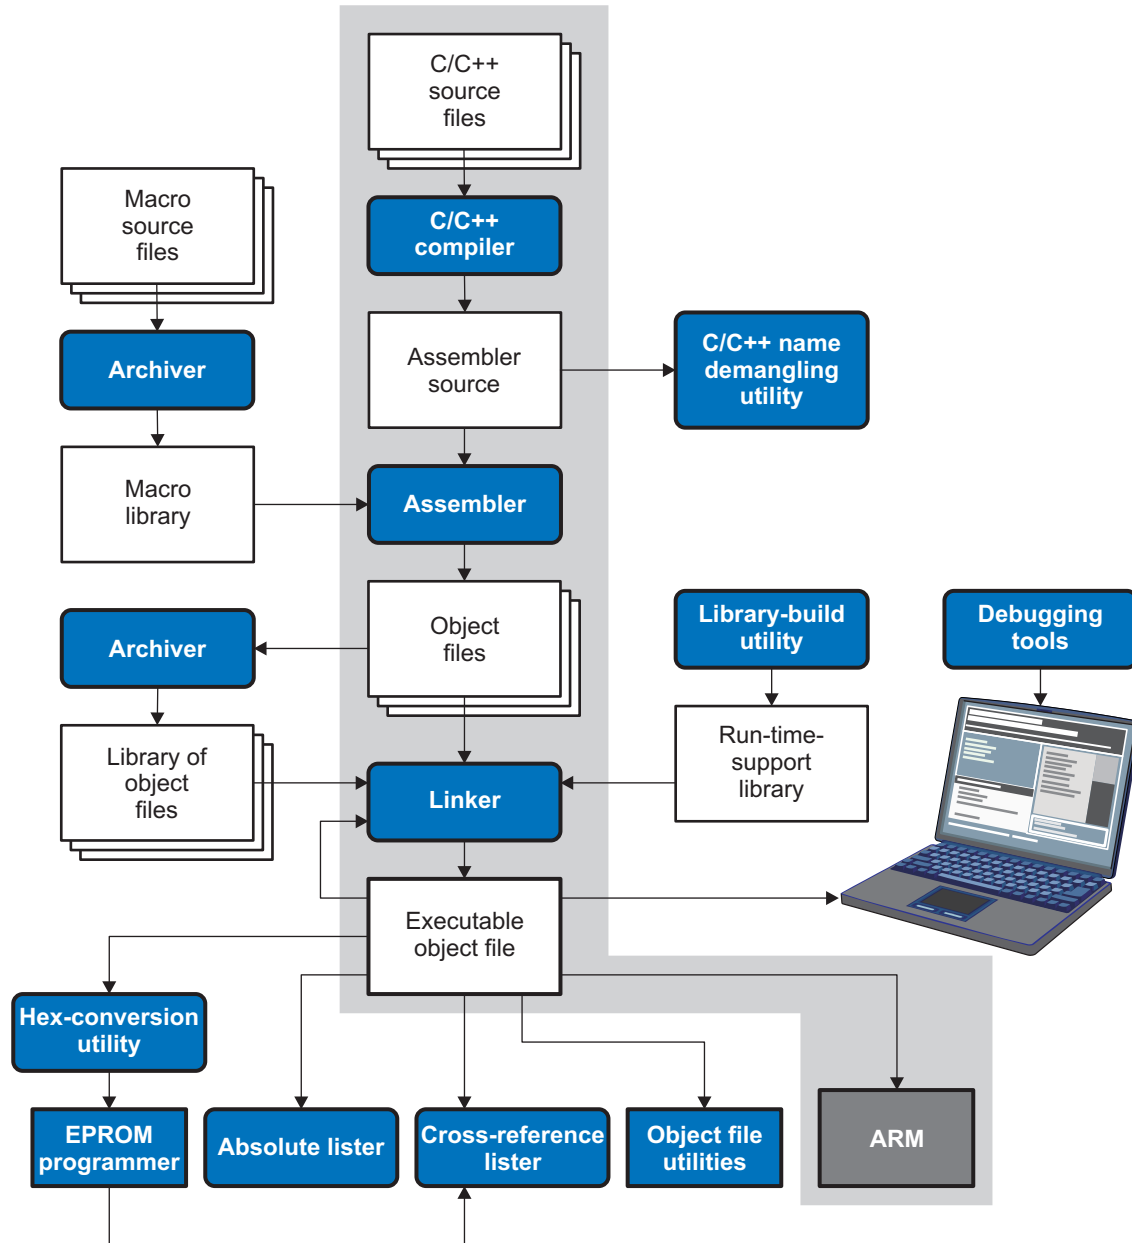 C/C++
source
files
Macro
source
files
C/C++
compiler
Archiver
Assembler
source
C/C++ name
demangling
utility
Macro
library
Assembler
Archiver
Object
files
Library-build
utility
Debugging
tools
Library of
object
files
Linker
Run-time-
support
library
Executable
object file
Hex-conversion
utility
EPROM
programmer
Absolute lister
Cross-reference
lister
Object file
utilities
ARM